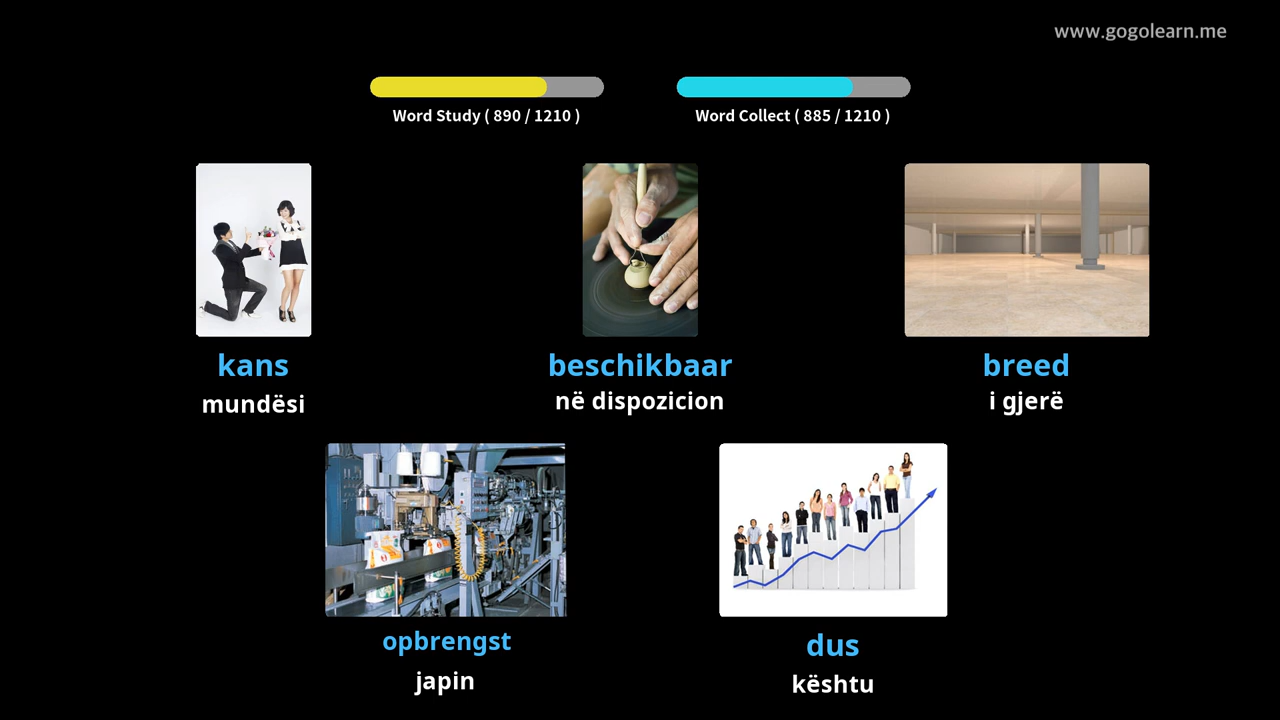 www.gogolearn.me
Word Study ( 890 / 1210 )
Word Collect ( 885 / 1210 )
kans
mundësi
beschikbaar
në dispozicion
breed
i gjerë
opbrengst
japin
dus
kështu